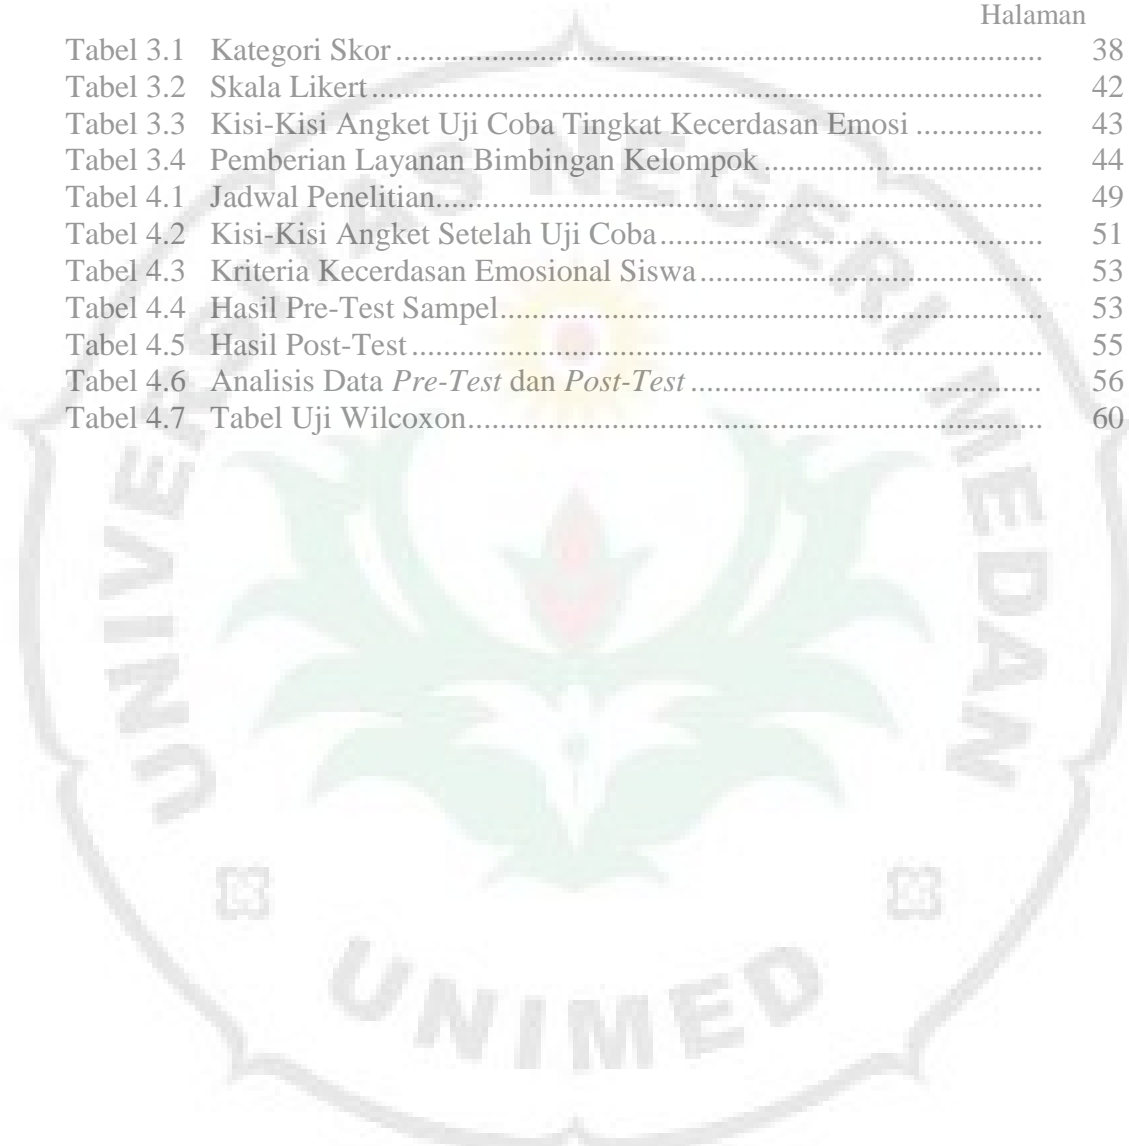 Halaman
Tabel 3.1 Kategori Skor ........................................ 38
Tabel 3.2 Skala Likert ........................................ 42
Tabel 3.3 Kisi-Kisi Angket Uji Coba Tingkat Kecerdasan Emosi ............... 43
Tabel 3.4 Pemberian Layanan Bimbingan Kelompok ........................ 44
Tabel 4.1 Jadwal Penelitian ........................................ 49
Tabel 4.2 Kisi-Kisi Angket Setelah Uji Coba ........................................ 51
Tabel 4.3 Kriteria Kecerdasan Emosional Siswa ........................................ 53
Tabel 4.4 Hasil Pre-Test Sampel ........................................ 53
Tabel 4.5 Hasil Post-Test ........................................ 55
Tabel 4.6 Analisis Data Pre-Test dan Post-Test ........................................ 56
Tabel 4.7 Tabel Uji Wilcoxon ........................................ 60
UNIVERSITAS NEGERI MEDAN
UNIMED